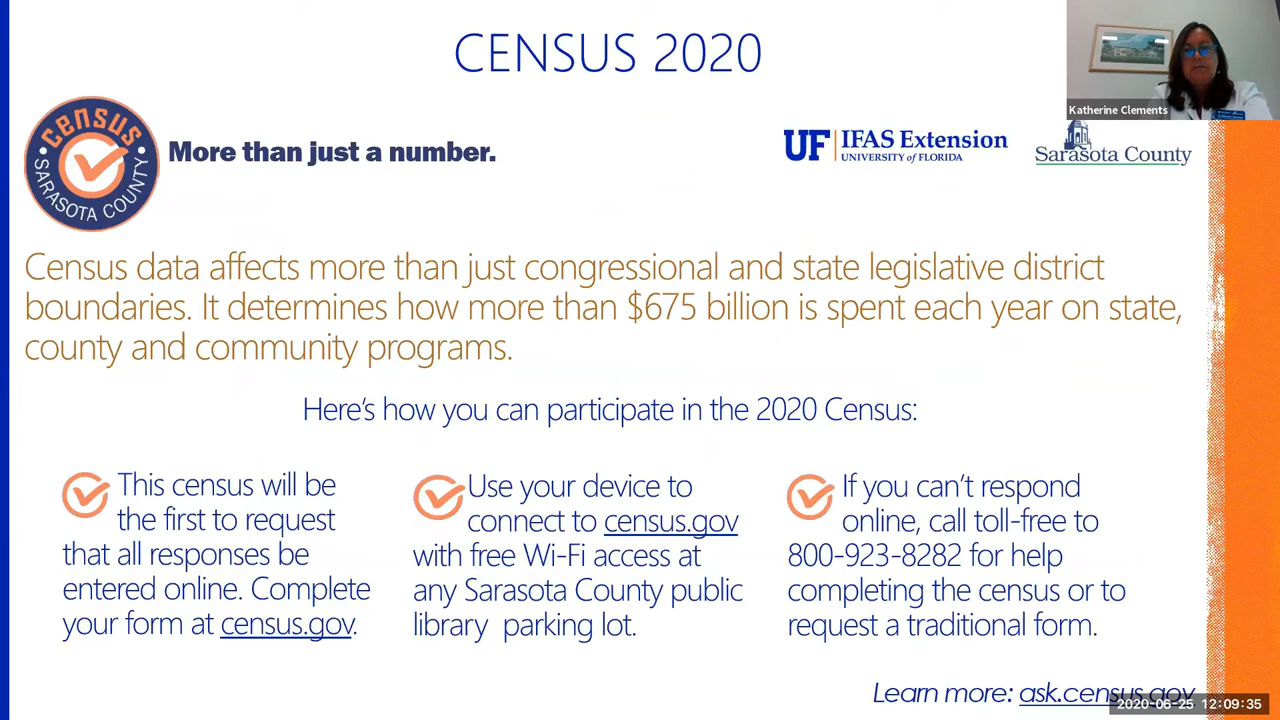 CENSUS 2020
Katherine Clements
census
SARASOTA COUNTY
More than just a number.
UF IFAS Extension
UNIVERSITY of FLORIDA
Sarasota County
Census data affects more than just congressional and state legislative district
boundaries. It determines how more than $675 billion is spent each year on state,
county and community programs.
Here's how you can participate in the 2020 Census:
This census will be
the first to request
that all responses be
entered online. Complete
your form at census.gov.
Use your device to
connect to census.gov
with free Wi-Fi access at
any Sarasota County public
library parking lot.
If you can't respond
online, call toll-free to
800-923-8282 for help
completing the census or to
request a traditional form.
Learn more: ask.census.gov
2020-06-25 12:09:35